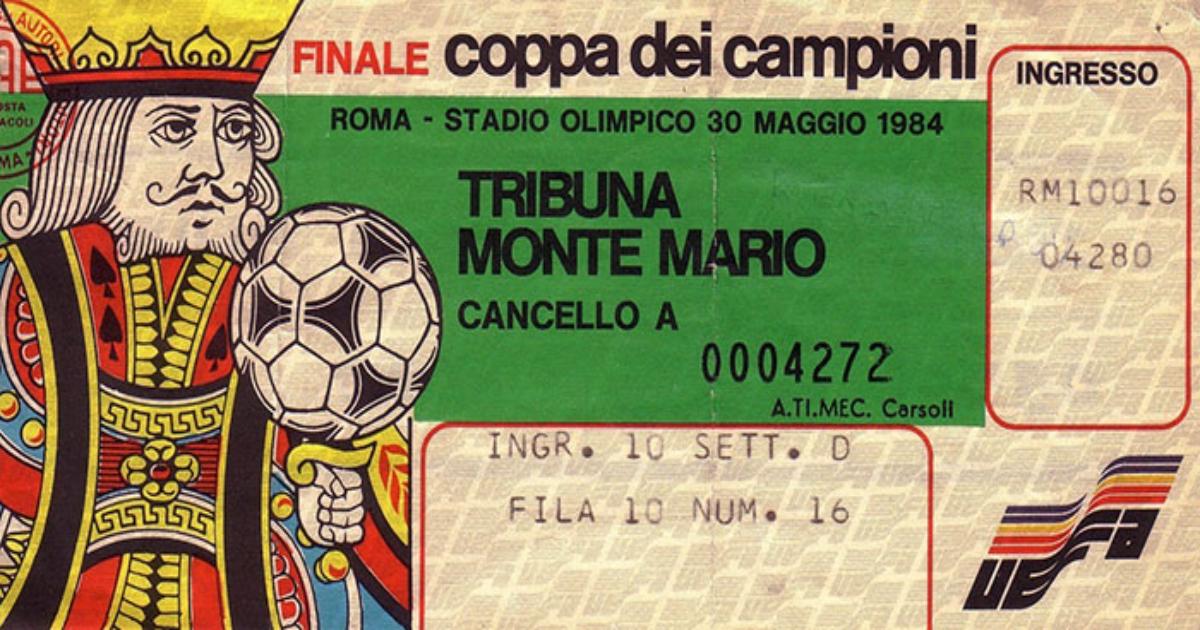 FINALE coppa dei campioni
ROMA - STADIO OLIMPICO 30 MAGGIO 1984
TRIBUNA
MONTE MARIO
CANCELLO A
0004272
A.TI.MEC. Carsoli
INGRESSO
RM10016
04280
INGR. 10 SETT. D
FILA 10 NUM. 16
UEFA